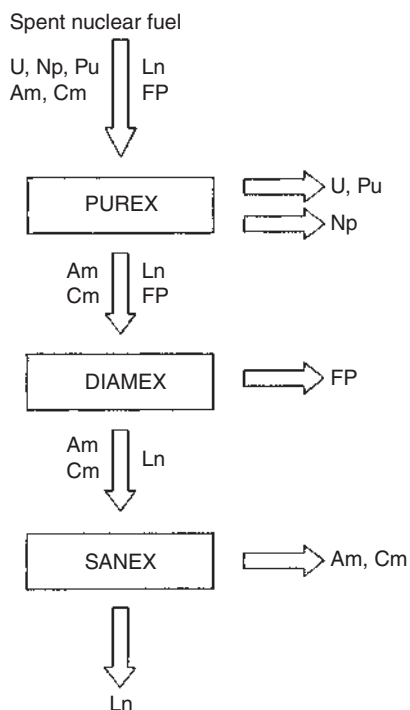 Spent nuclear fuel
U, Np, Pu Ln
Am, Cm FP
PUREX
U, Pu
Np
Am Ln
Cm FP
DIAMEX
FP
Am
Cm
Ln
SANEX
Am, Cm
Ln